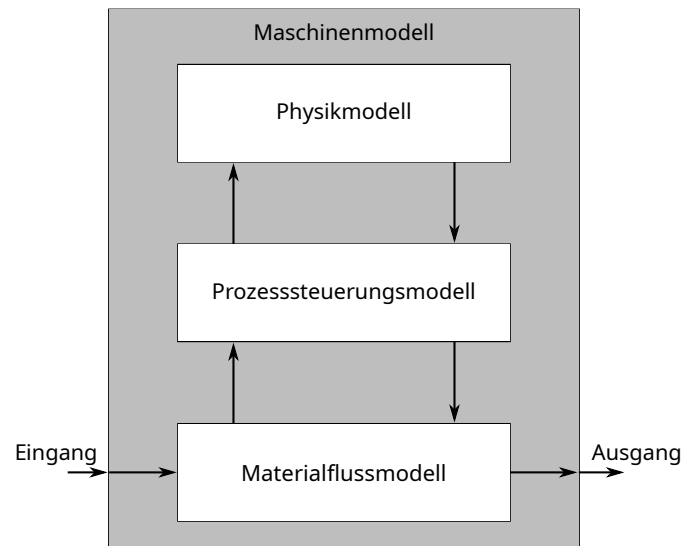 Maschinenmodell
Physikmodell
Prozesssteuerungsmodell
Eingang
Ausgang
Materialflussmodell